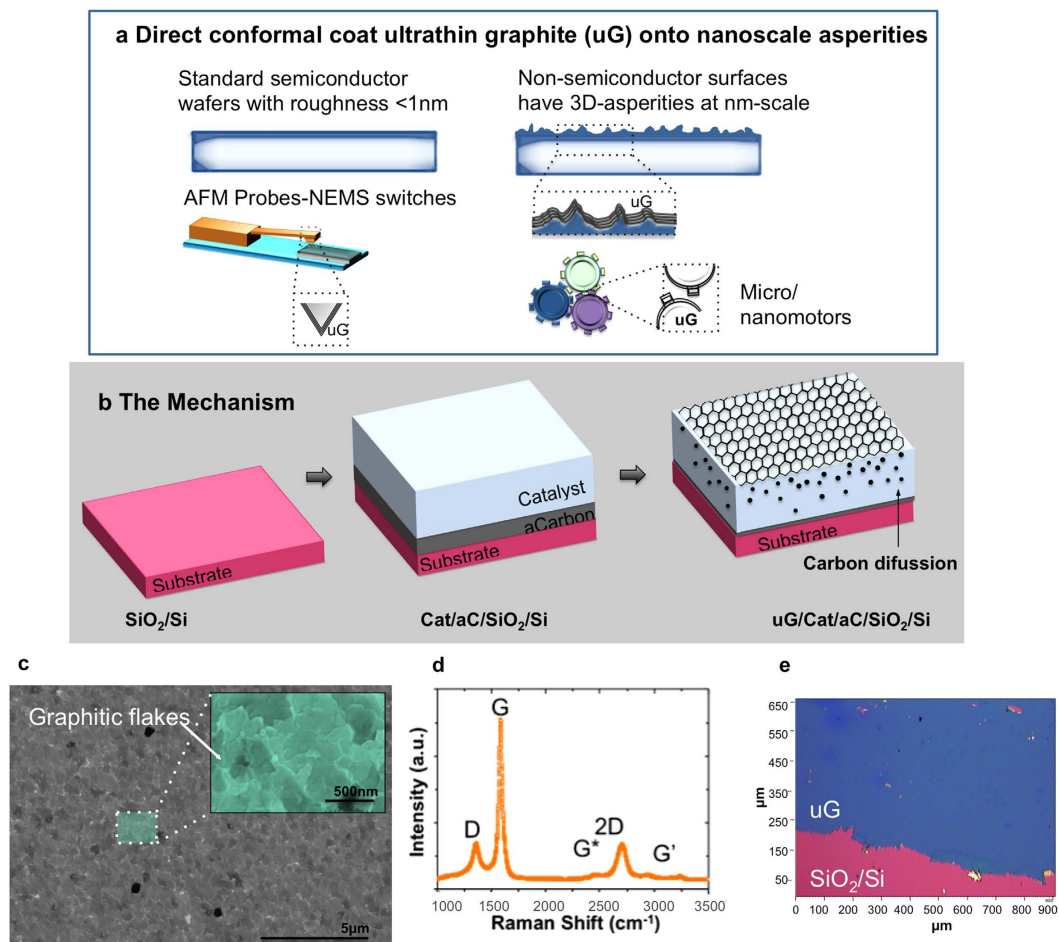 a Direct conformal coat ultrathin graphite (uG) onto nanoscale asperities
Standard semiconductor
wafers with roughness <1nm
Non-semiconductor surfaces
have 3D-asperities at nm-scale
AFM Probes-NEMS switches
uG
uG
uG
Micro/
nanomotors
b The Mechanism
Substrate
Catalyst
aCarbon
Substrate
Substrate
Carbon difussion
SiO₂/Si
Cat/aC/SiO₂/Si
uG/Cat/aC/SiO₂/Si
c
Graphitic flakes
500nm
5µm
d
Intensity (a.u.)
D
G
G*
2D
G’
1000 1500 2000 2500 3000 3500
Raman Shift (cm⁻¹)
e
µm
650
550
450
350
250
150
50
uG
SiO₂/Si
0 100 200 300 400 500 600 700 800 900
µm